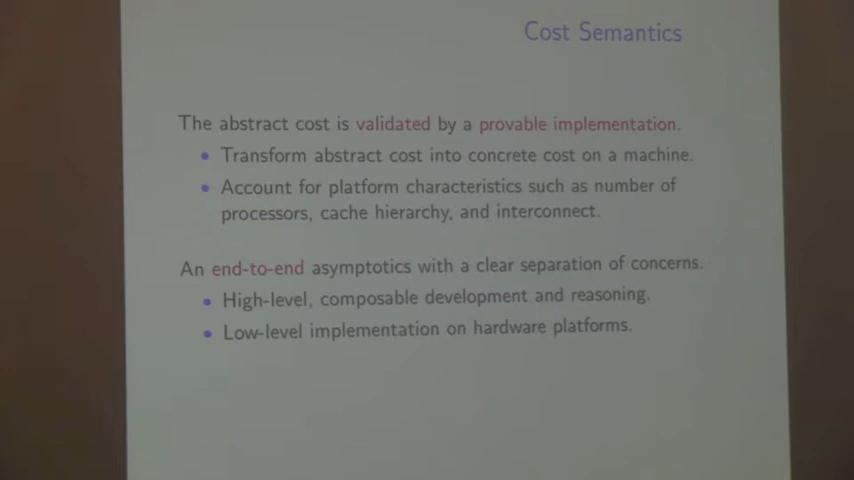 Cost Semantics
The abstract cost is validated by a provable implementation.
• Transform abstract cost into concrete cost on a machine.
• Account for platform characteristics such as number of
processors, cache hierarchy, and interconnect.
An end-to-end asymptotics with a clear separation of concerns.
• High-level, composable development and reasoning.
• Low-level implementation on hardware platforms.